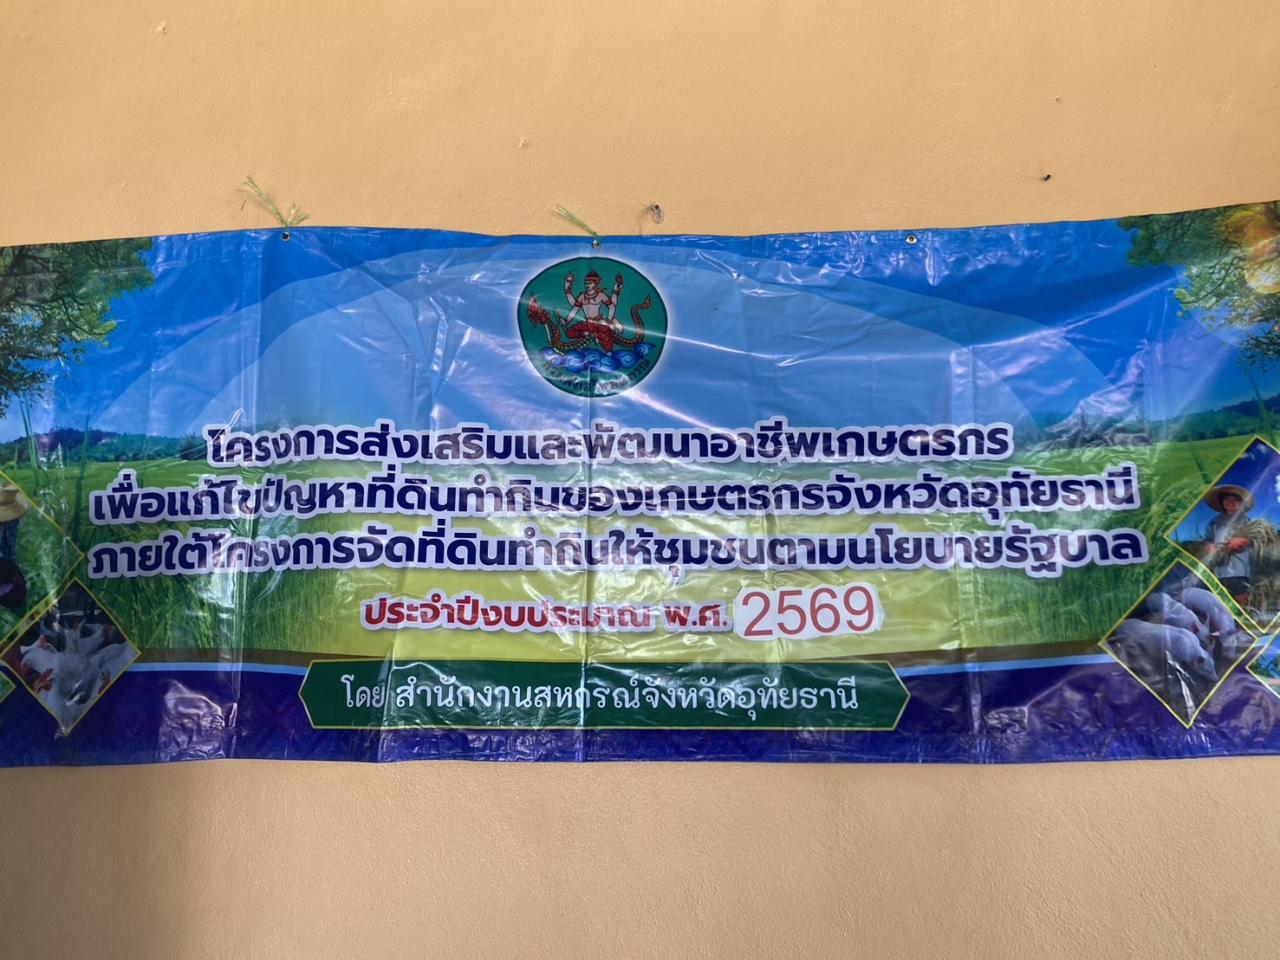 โครงการส่งเสริมและพัฒนาอาชีพเกษตรกร
เพื่อแก้ไขปัญหาที่ดินทำกินของเกษตรกรจังหวัดอุทัยธานี
ภายใต้โครงการจัดที่ดินทำกินให้ชุมชนตามนโยบายรัฐบาล
ประจำปีงบประมาณ พ.ศ. 2569
โดย สำนักงานสหกรณ์จังหวัดอุทัยธานี